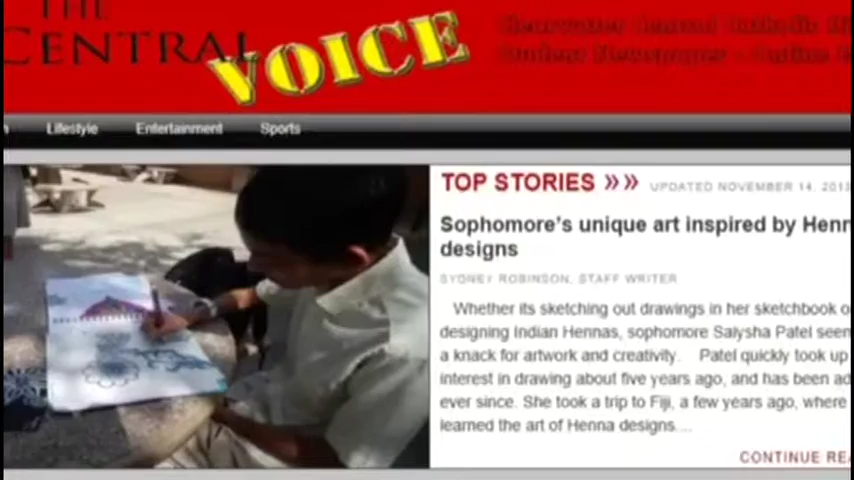 THE
CENTRAL
VOICE
Lifestyle Entertainment Sports
TOP STORIES »» UPDATED NOVEMBER 14, 201
Sophomore's unique art inspired by Henn
designs
SYDNEY ROBINSON, STAFF WRITER
Whether its sketching out drawings in her sketchbook o
designing Indian Hennas, sophomore Saiysha Patel seem
a knack for artwork and creativity. Patel quickly took up
interest in drawing about five years ago, and has been ad
ever since. She took a trip to Fiji, a few years ago, where
learned the art of Henna designs....
CONTINUE REA